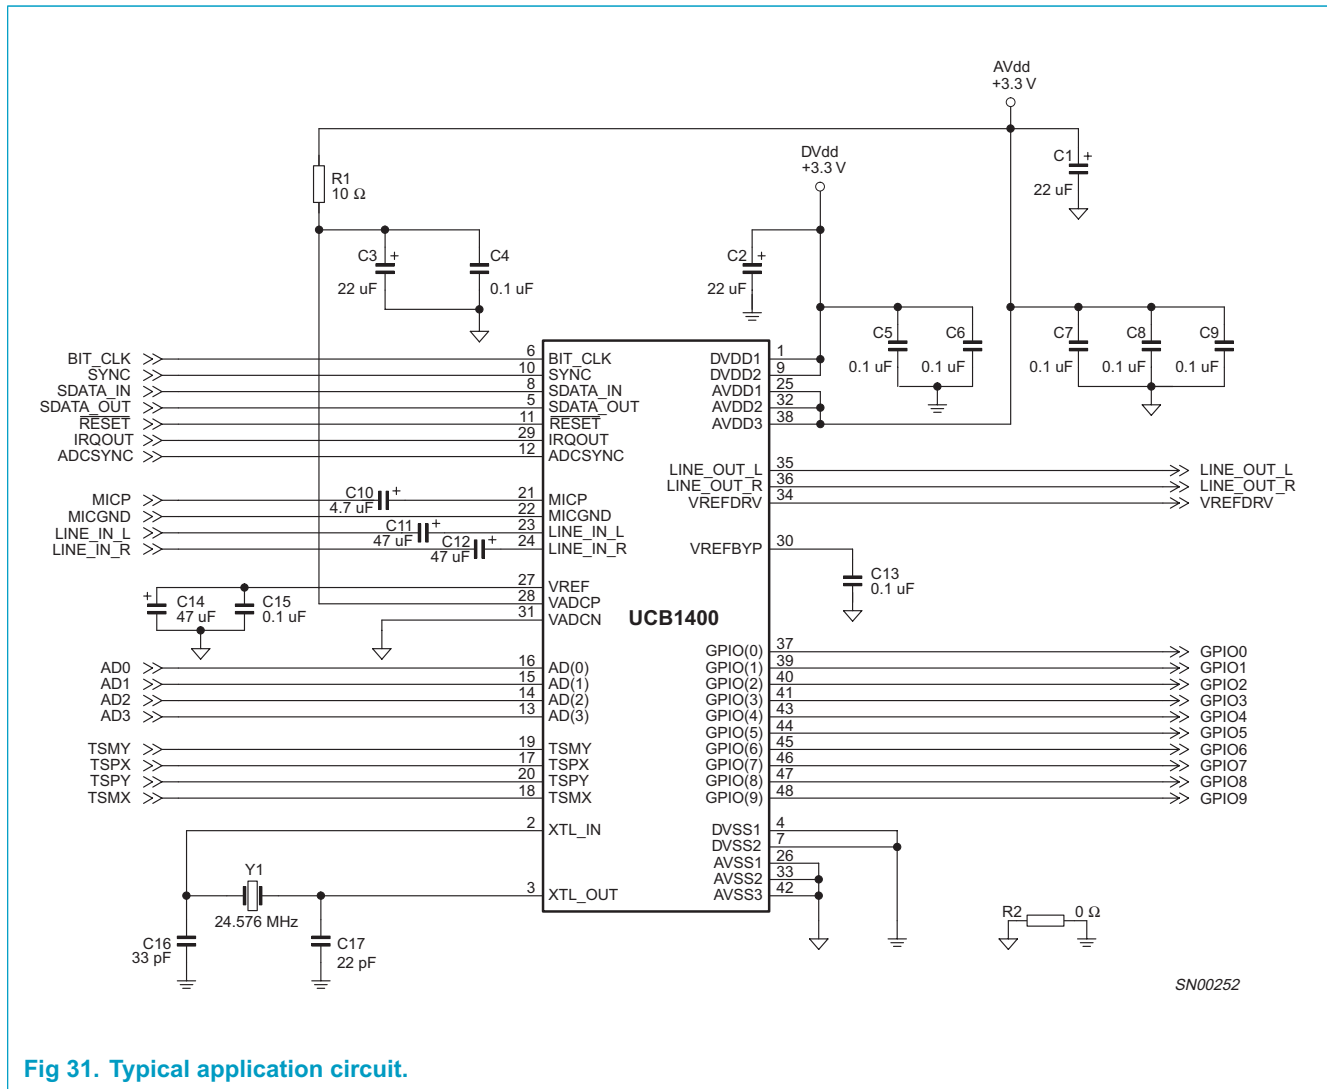 AVdd
+3.3 V
DVdd
+3.3 V
C1 +
22 uF
R1
10 Ω
C3 +
22 uF
C4
0.1 uF
C2 +
22 uF
C5
0.1 uF
C6
0.1 uF
C7
0.1 uF
C8
0.1 uF
C9
0.1 uF
BIT_CLK 6 BIT_CLK
SYNC 10 SYNC
SDATA_IN 8 SDATA_IN
SDATA_OUT 5 SDATA_OUT
RESET 11 RESET
IRQOUT 29 IRQOUT
ADCSYNC 12 ADCSYNC
DVDD1 1
DVDD2 9
AVDD1 25
AVDD2 32
AVDD3 38
LINE_OUT_L 35 LINE_OUT_L
LINE_OUT_R 36 LINE_OUT_R
VREFDRV 34 VREFDRV
MICP C10 + 21 MICP
4.7 uF
MICGND 22 MICGND
LINE_IN_L C11 + 23 LINE_IN_L
47 uF
LINE_IN_R C12 + 24 LINE_IN_R
47 uF
VREFBYP 30
C13
0.1 uF
27 VREF
28 VADCP
31 VADCN
+ C14
47 uF
C15
0.1 uF
UCB1400
AD0 16 AD(0)
AD1 15 AD(1)
AD2 14 AD(2)
AD3 13 AD(3)
GPIO(0) 37 GPIO0
GPIO(1) 39 GPIO1
GPIO(2) 40 GPIO2
GPIO(3) 41 GPIO3
GPIO(4) 43 GPIO4
GPIO(5) 44 GPIO5
GPIO(6) 45 GPIO6
GPIO(7) 46 GPIO7
GPIO(8) 47 GPIO8
GPIO(9) 48 GPIO9
TSMY 19 TSMY
TSPX 17 TSPX
TSPY 20 TSPY
TSMX 18 TSMX
2 XTL_IN
3 XTL_OUT
Y1
24.576 MHz
C16
33 pF
C17
22 pF
DVSS1 4
DVSS2 7
AVSS1 26
AVSS2 33
AVSS3 42
R2 0 Ω
SN00252
Fig 31. Typical application circuit.